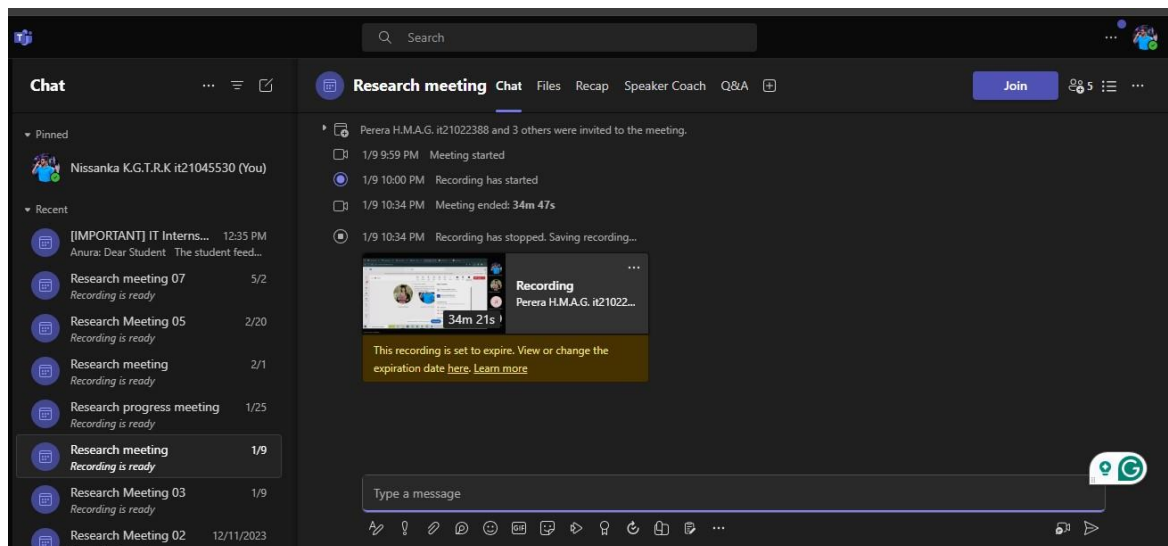 Search
Chat
Pinned
Nissanka K.G.T.R.K it21045530 (You)
Recent
[IMPORTANT] IT Interns... 12:35 PM
Anura: Dear Student The student feed...
Research meeting 07 5/2
Recording is ready
Research Meeting 05 2/20
Recording is ready
Research meeting 2/1
Recording is ready
Research progress meeting 1/25
Recording is ready
Research meeting 1/9
Recording is ready
Research Meeting 03 1/9
Recording is ready
Research Meeting 02 12/11/2023
Research meeting Chat Files Recap Speaker Coach Q&A Join 5
Perera H.M.A.G. it21022388 and 3 others were invited to the meeting.
1/9 9:59 PM Meeting started
1/9 10:00 PM Recording has started
1/9 10:34 PM Meeting ended: 34m 47s
1/9 10:34 PM Recording has stopped. Saving recording...
Recording
Perera H.M.A.G. it21022...
34m 21s
This recording is set to expire. View or change the
expiration date here. Learn more
Type a message
GIF